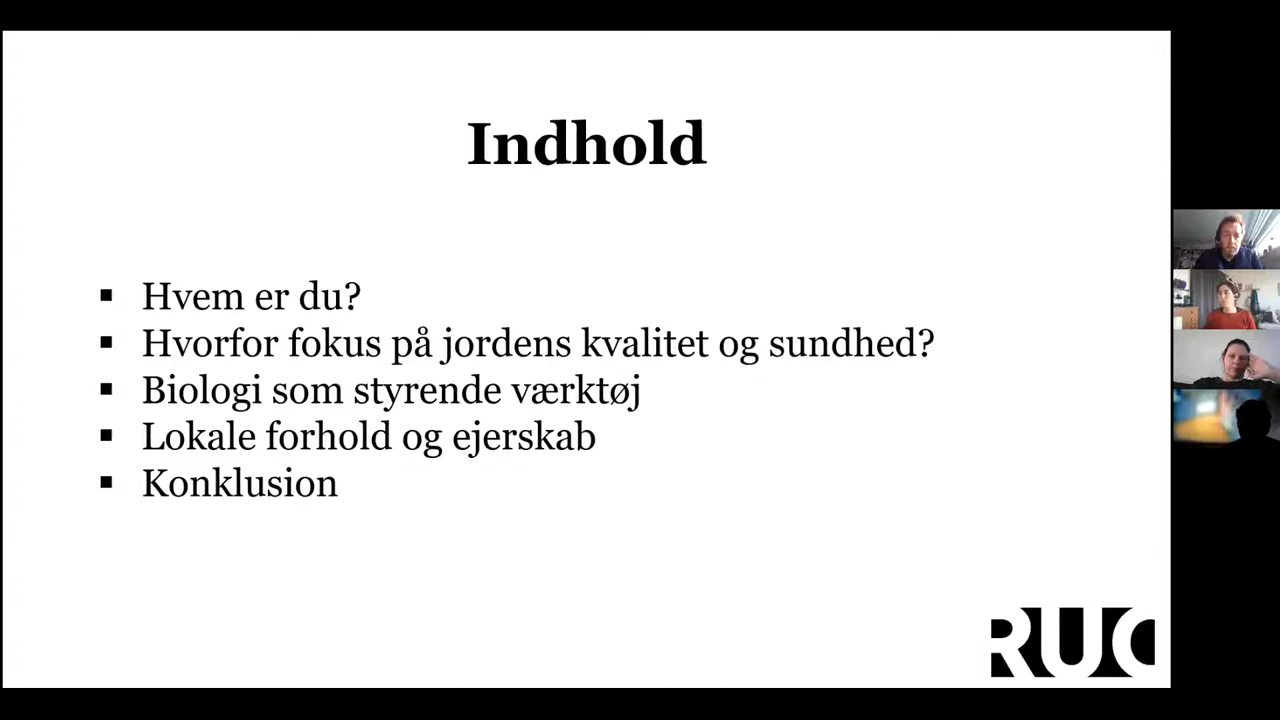 Indhold
Hvem er du?
Hvorfor fokus på jordens kvalitet og sundhed?
Biologi som styrende værktøj
Lokale forhold og ejerskab
Konklusion
RUC